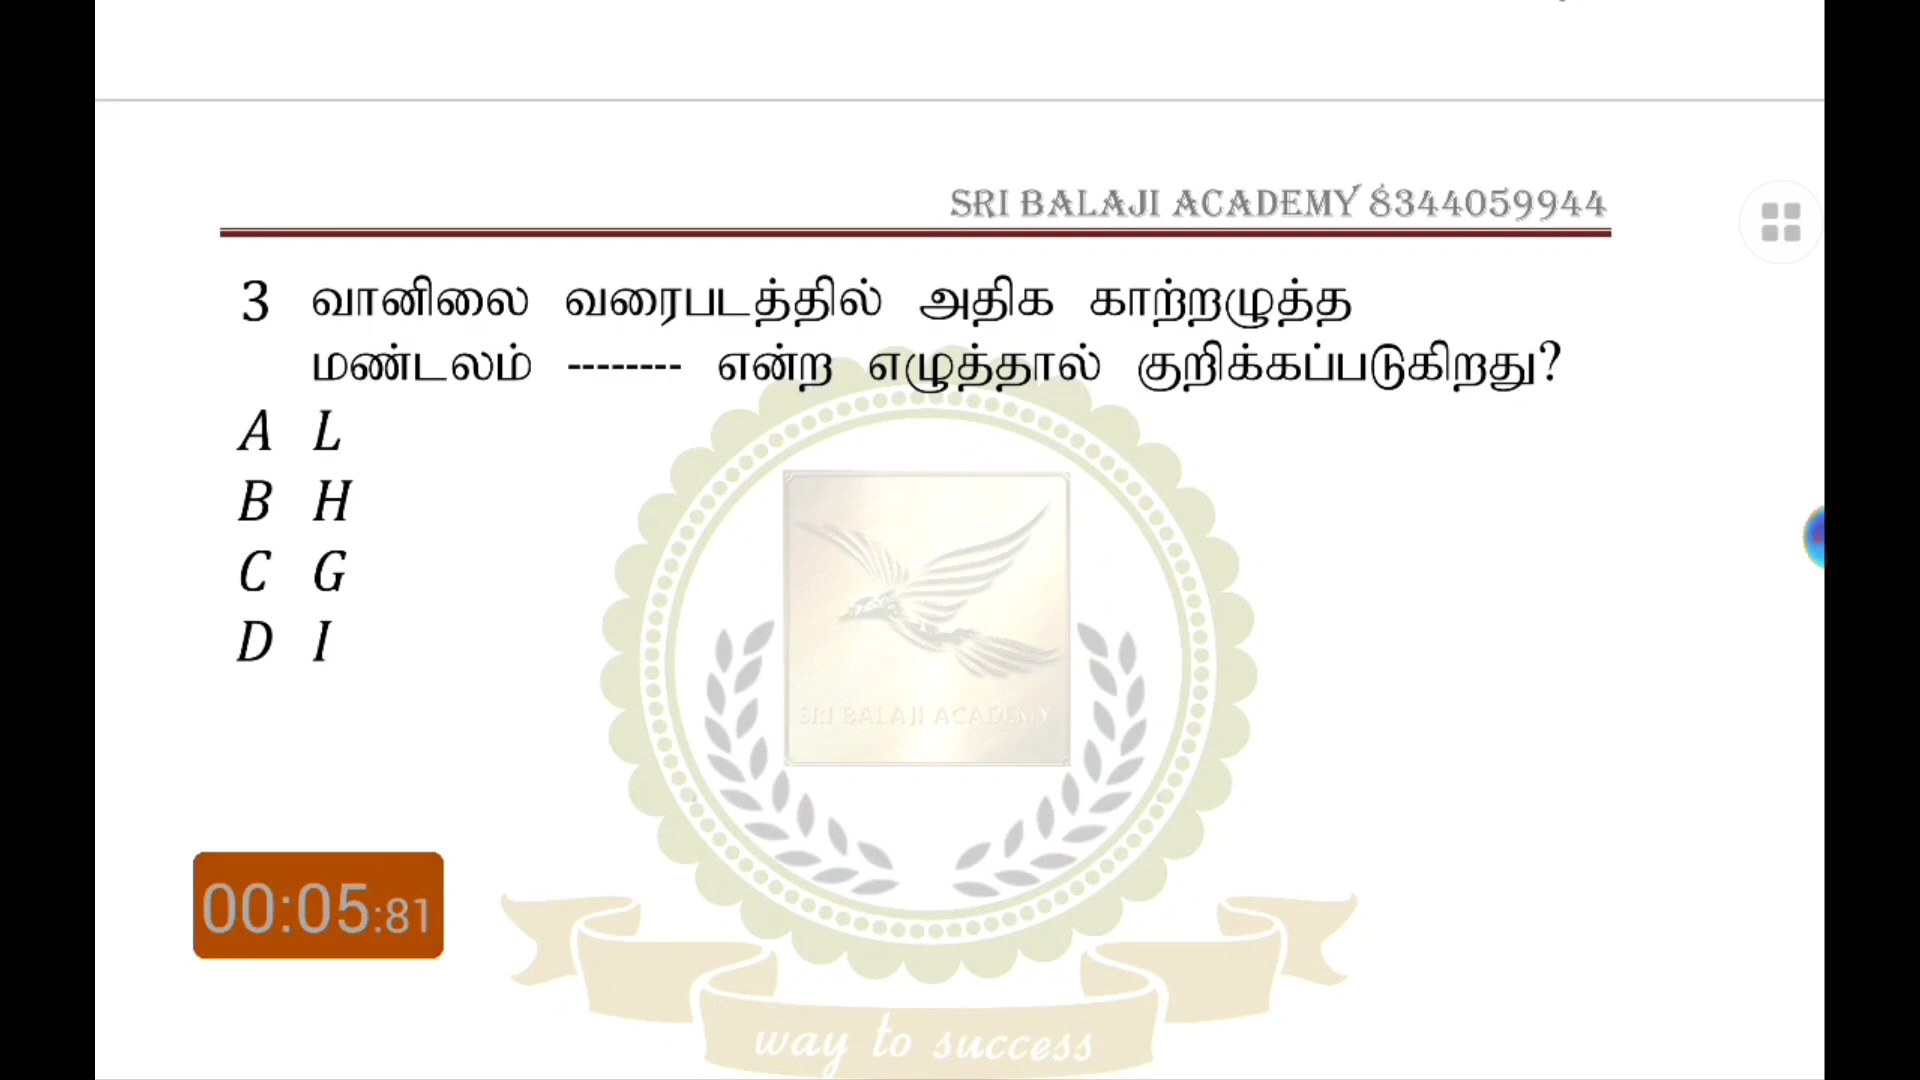 SRI BALAJI ACADEMY 8344059944
3 வானிலை வரைபடத்தில் அதிக காற்றழுத்த
மண்டலம் -------- என்ற எழுத்தால் குறிக்கப்படுகிறது?
A L
B H
C G
D I
SRI BALAJI ACADEMY
00:05:81
way to success